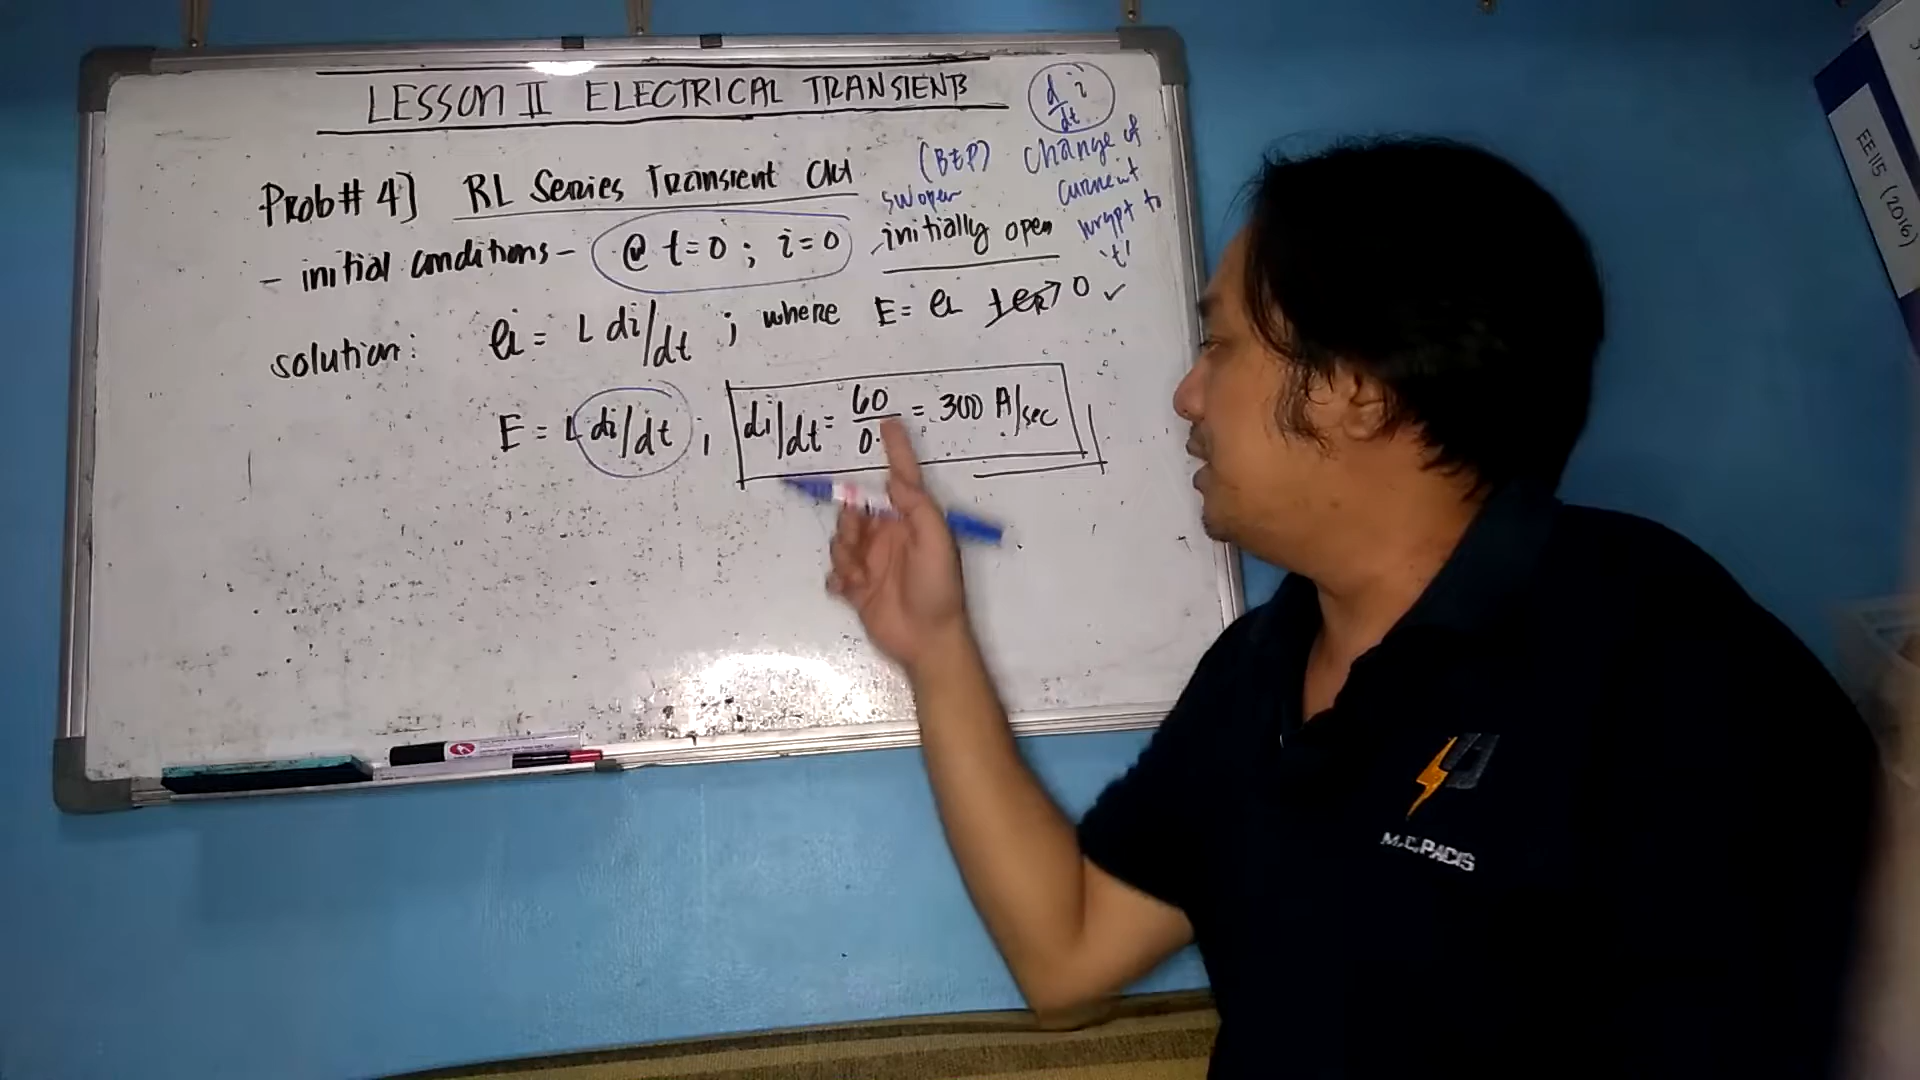 LESSON II ELECTRICAL TRANSIENTS
d/dt i
Change of
current
wrspt to
't'
Prob# 4] RL Series Transient Ckt
(BEP)
sw open
- initial conditions - @ t=0 ; i=0 initially open
solution: eL = L di/dt ; where E = eL + eR → 0 ✓
E = L di/dt ; di/dt = 60/0. = 300 A/sec
EE115 (2016)
M.C.PACIS